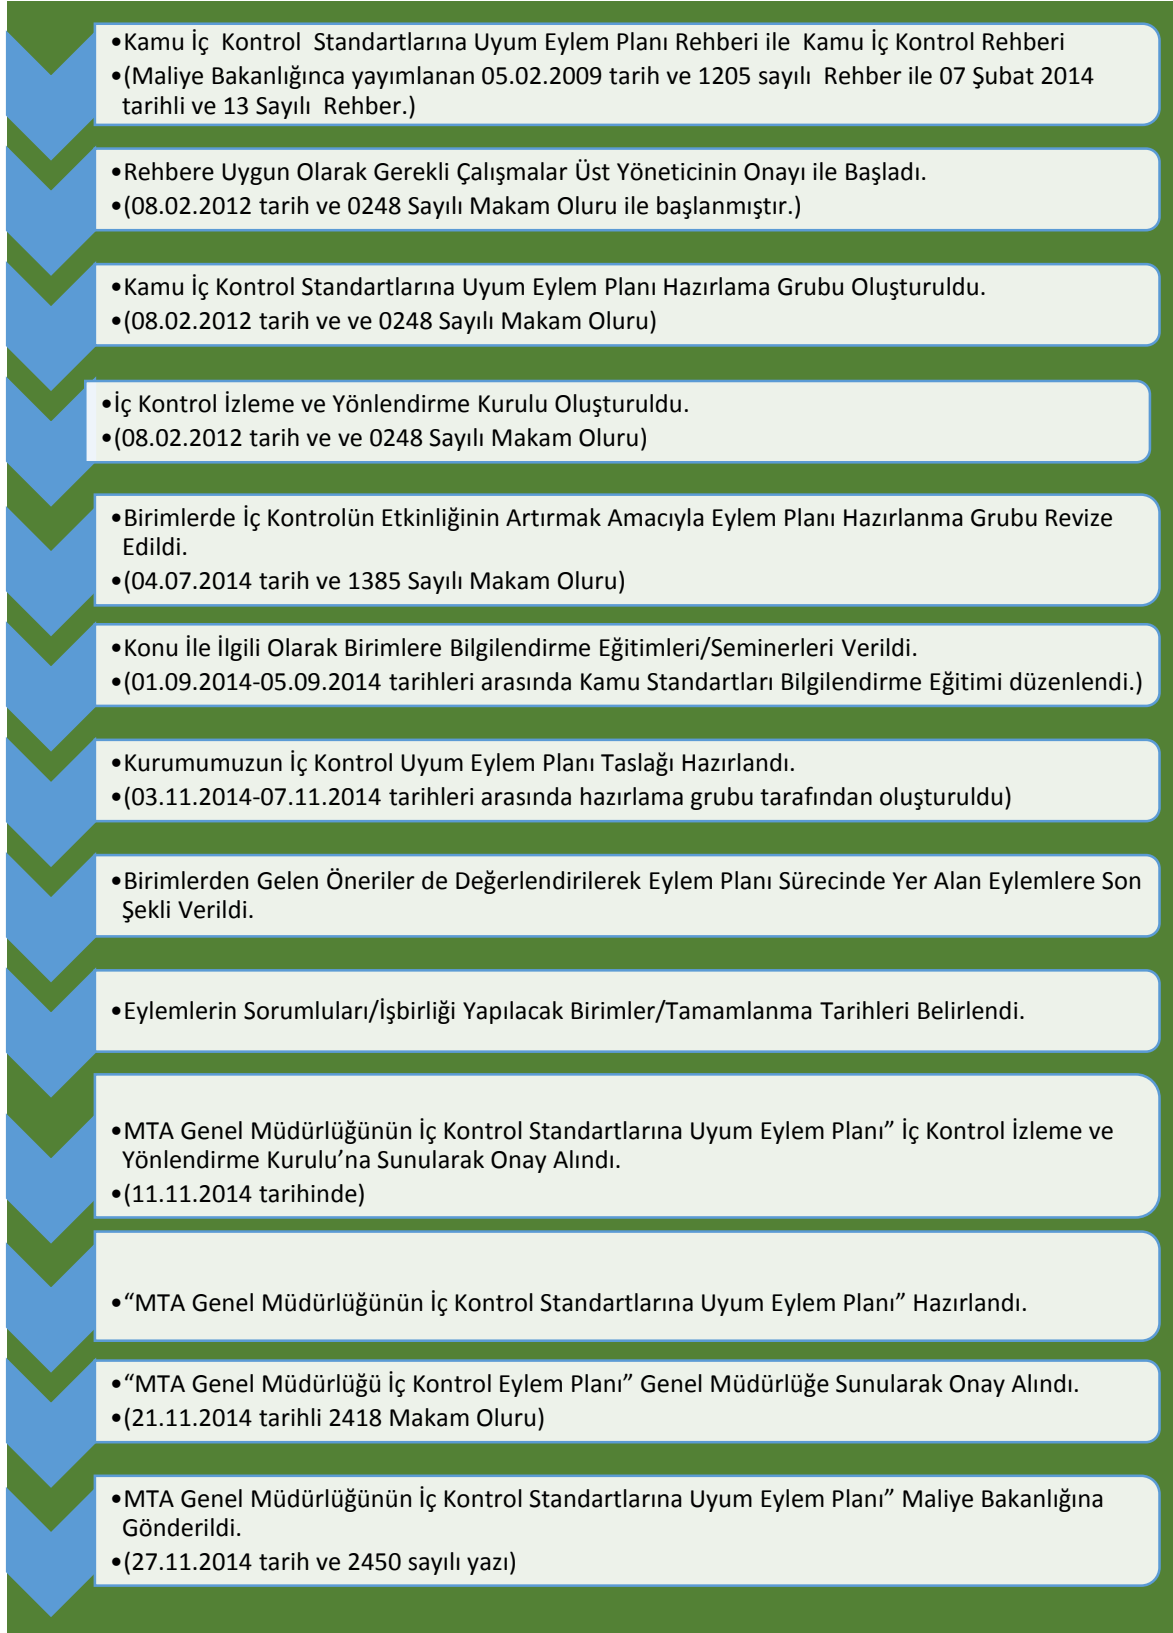 •Kamu İç Kontrol Standartlarına Uyum Eylem Planı Rehberi ile Kamu İç Kontrol Rehberi
•(Maliye Bakanlığınca yayımlanan 05.02.2009 tarih ve 1205 sayılı Rehber ile 07 Şubat 2014
tarihli ve 13 Sayılı Rehber.)
•Rehbere Uygun Olarak Gerekli Çalışmalar Üst Yöneticinin Onayı ile Başladı.
•(08.02.2012 tarih ve 0248 Sayılı Makam Oluru ile başlanmıştır.)
•Kamu İç Kontrol Standartlarına Uyum Eylem Planı Hazırlama Grubu Oluşturuldu.
•(08.02.2012 tarih ve ve 0248 Sayılı Makam Oluru)
•İç Kontrol İzleme ve Yönlendirme Kurulu Oluşturuldu.
•(08.02.2012 tarih ve ve 0248 Sayılı Makam Oluru)
•Birimlerde İç Kontrolün Etkinliğinin Artırmak Amacıyla Eylem Planı Hazırlanma Grubu Revize
Edildi.
•(04.07.2014 tarih ve 1385 Sayılı Makam Oluru)
•Konu İle İlgili Olarak Birimlere Bilgilendirme Eğitimleri/Seminerleri Verildi.
•(01.09.2014-05.09.2014 tarihleri arasında Kamu Standartları Bilgilendirme Eğitimi düzenlendi.)
•Kurumumuzun İç Kontrol Uyum Eylem Planı Taslağı Hazırlandı.
•(03.11.2014-07.11.2014 tarihleri arasında hazırlama grubu tarafından oluşturuldu)
•Birimlerden Gelen Öneriler de Değerlendirilerek Eylem Planı Sürecinde Yer Alan Eylemlere Son
Şekli Verildi.
•Eylemlerin Sorumluları/İşbirliği Yapılacak Birimler/Tamamlanma Tarihleri Belirlendi.
•MTA Genel Müdürlüğünün İç Kontrol Standartlarına Uyum Eylem Planı” İç Kontrol İzleme ve
Yönlendirme Kurulu’na Sunularak Onay Alındı.
•(11.11.2014 tarihinde)
•“MTA Genel Müdürlüğünün İç Kontrol Standartlarına Uyum Eylem Planı” Hazırlandı.
•“MTA Genel Müdürlüğü İç Kontrol Eylem Planı” Genel Müdürlüğe Sunularak Onay Alındı.
•(21.11.2014 tarihli 2418 Makam Oluru)
•MTA Genel Müdürlüğünün İç Kontrol Standartlarına Uyum Eylem Planı” Maliye Bakanlığına
Gönderildi.
•(27.11.2014 tarih ve 2450 sayılı yazı)